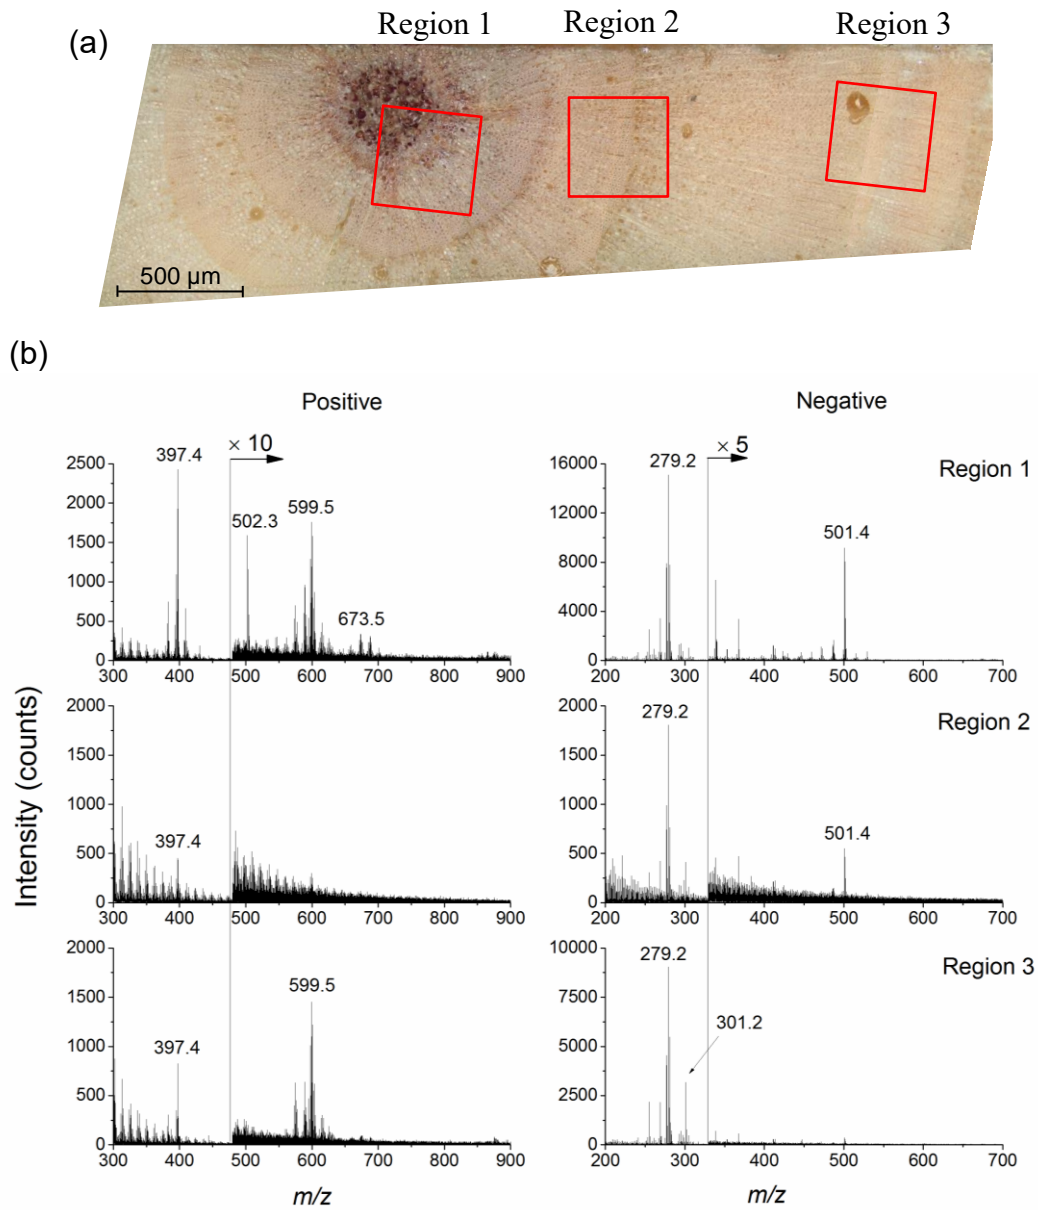 (a)
Region 1 Region 2 Region 3
500 μm
(b)
Positive Negative
Intensity (counts)
× 10
397.4
502.3
599.5
673.5
2500
2000
1500
1000
500
0
300 400 500 600 700 800 900
× 5
Region 1
279.2
501.4
16000
12000
8000
4000
0
200 300 400 500 600 700
397.4
2000
1500
1000
500
0
300 400 500 600 700 800 900
Region 2
279.2
501.4
2000
1500
1000
500
0
200 300 400 500 600 700
599.5
397.4
2000
1500
1000
500
0
300 400 500 600 700 800 900
m/z
Region 3
279.2
301.2
10000
7500
5000
2500
0
200 300 400 500 600 700
m/z